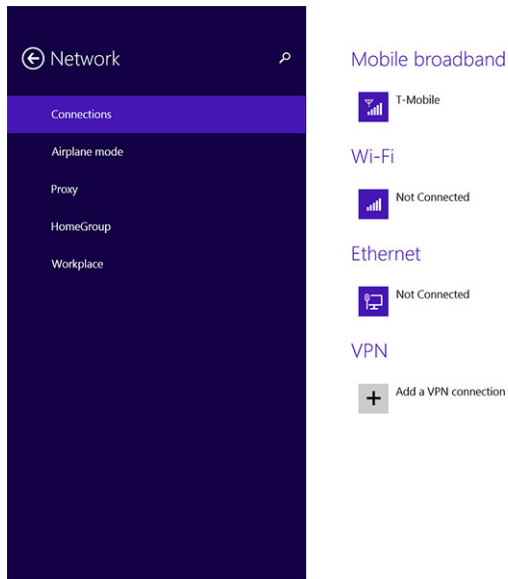 Network
Connections
Airplane mode
Proxy
HomeGroup
Workplace
Mobile broadband
T-Mobile
Wi-Fi
Not Connected
Ethernet
Not Connected
VPN
Add a VPN connection